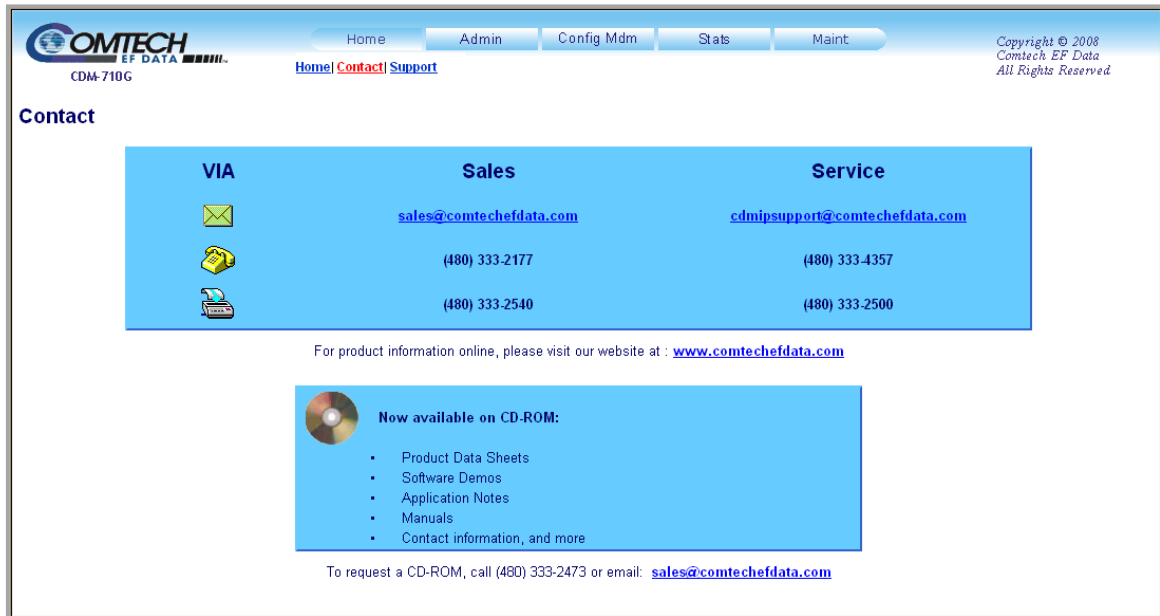 COMTECH
EF DATA
CDM-710G
Home Admin Config Mdm Stats Maint
Home| Contact| Support
Copyright © 2008
Comtech EF Data
All Rights Reserved
Contact
VIA Sales Service
sales@comtechefdata.com cdmipsupport@comtechefdata.com
(480) 333-2177 (480) 333-4357
(480) 333-2540 (480) 333-2500
For product information online, please visit our website at : www.comtechefdata.com
Now available on CD-ROM:
▪ Product Data Sheets
▪ Software Demos
▪ Application Notes
▪ Manuals
▪ Contact information, and more
To request a CD-ROM, call (480) 333-2473 or email: sales@comtechefdata.com